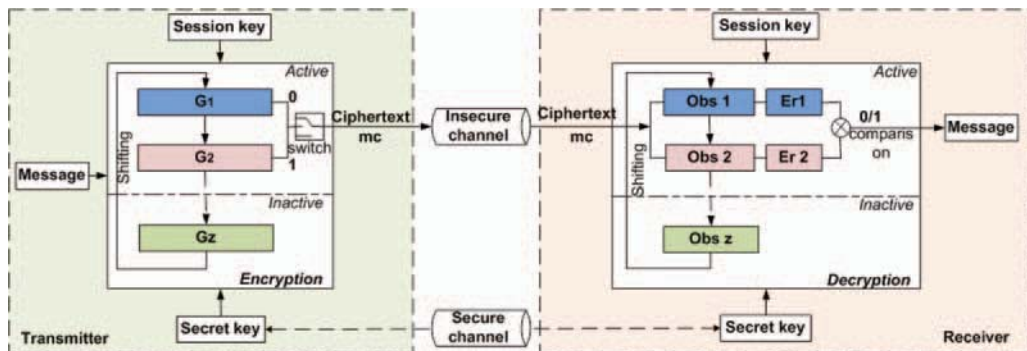 Session key
Active
G1
0
Shifting
switch
G2
1
Message
Inactive
Gz
Encryption
Secret key
Transmitter
Ciphertext
mc
Insecure
channel
Secure
channel
Ciphertext
mc
Session key
Active
Obs 1
Er1
0/1
comparis
on
Message
Shifting
Obs 2
Er 2
Inactive
Obs z
Decryption
Secret key
Receiver